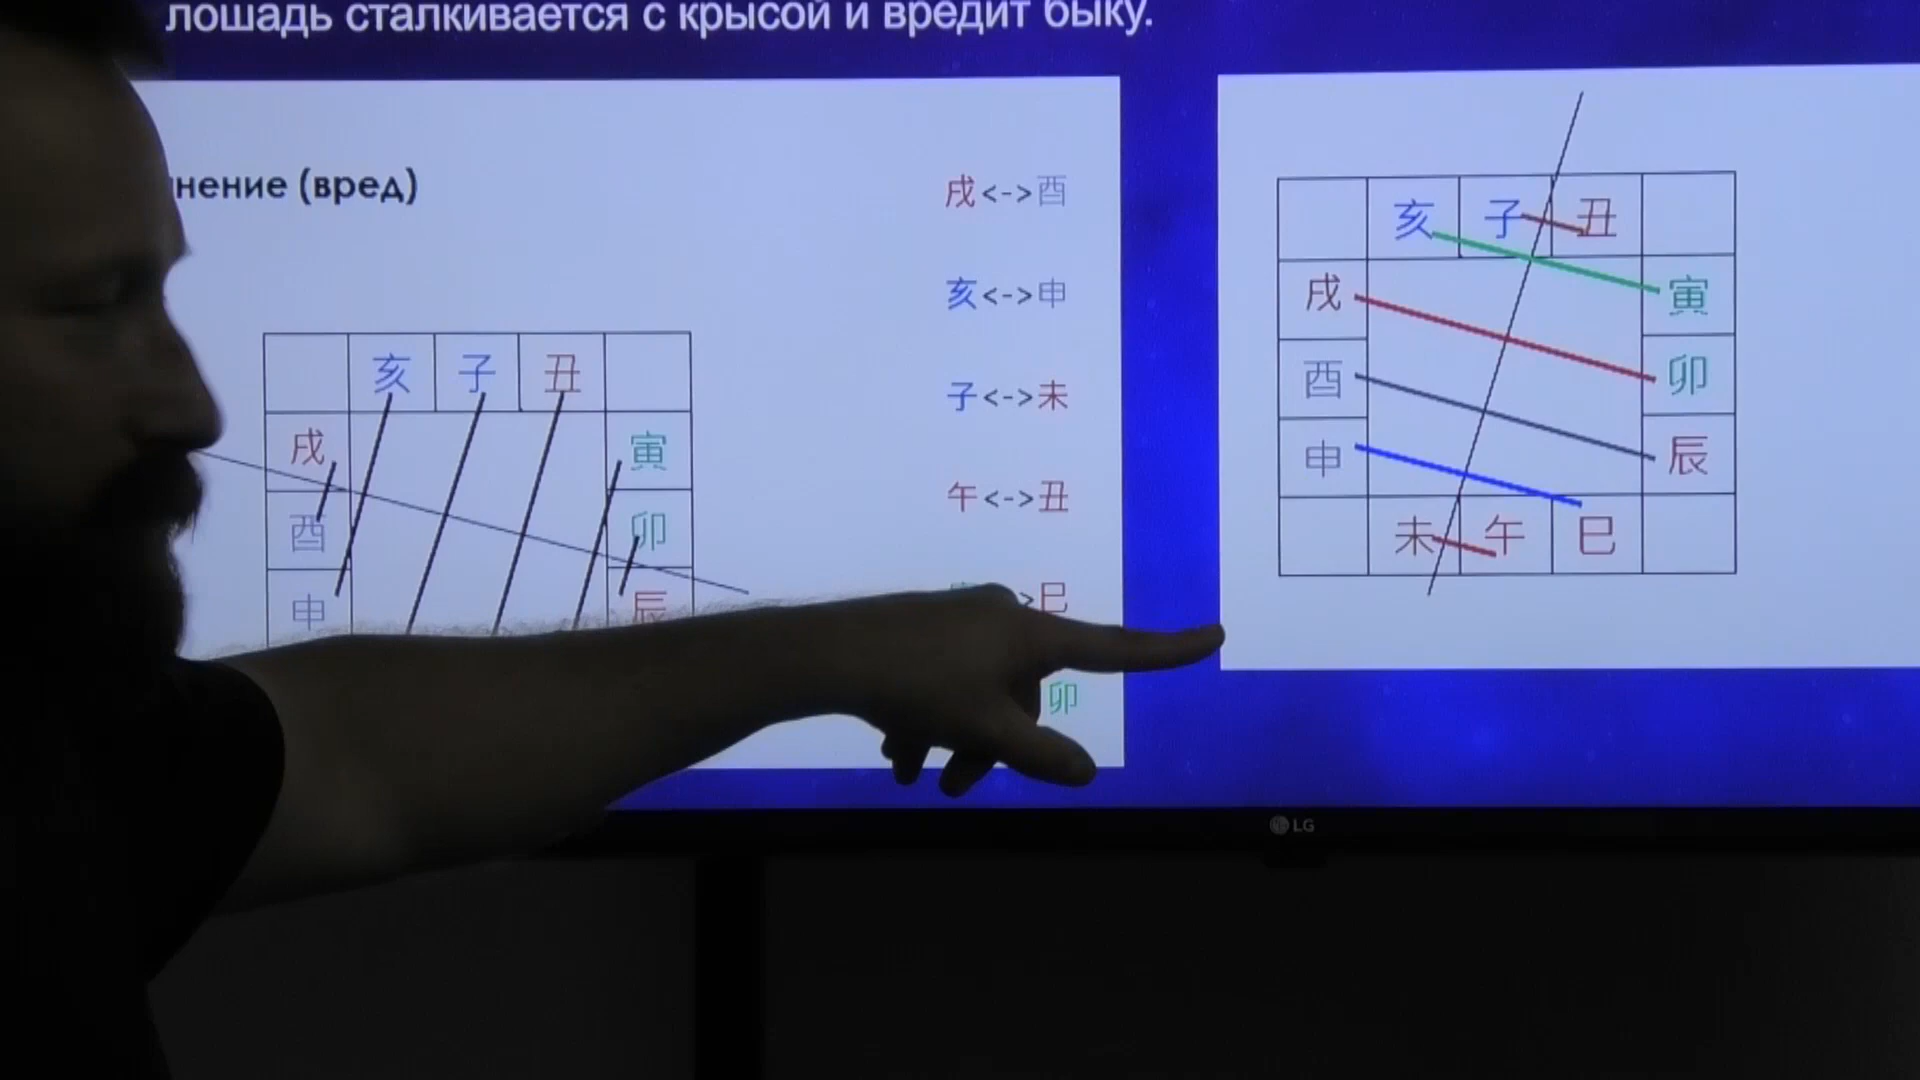 лошадь сталкивается с крысой и вредит быку.
нение (вред)
戌<->酉
亥<->申
子<->未
午<->丑
>巳
卯
亥 子 丑
戌 寅
酉 卯
申 辰
亥 子 丑
戌 寅
酉 卯
申 辰
未 午 巳
LG